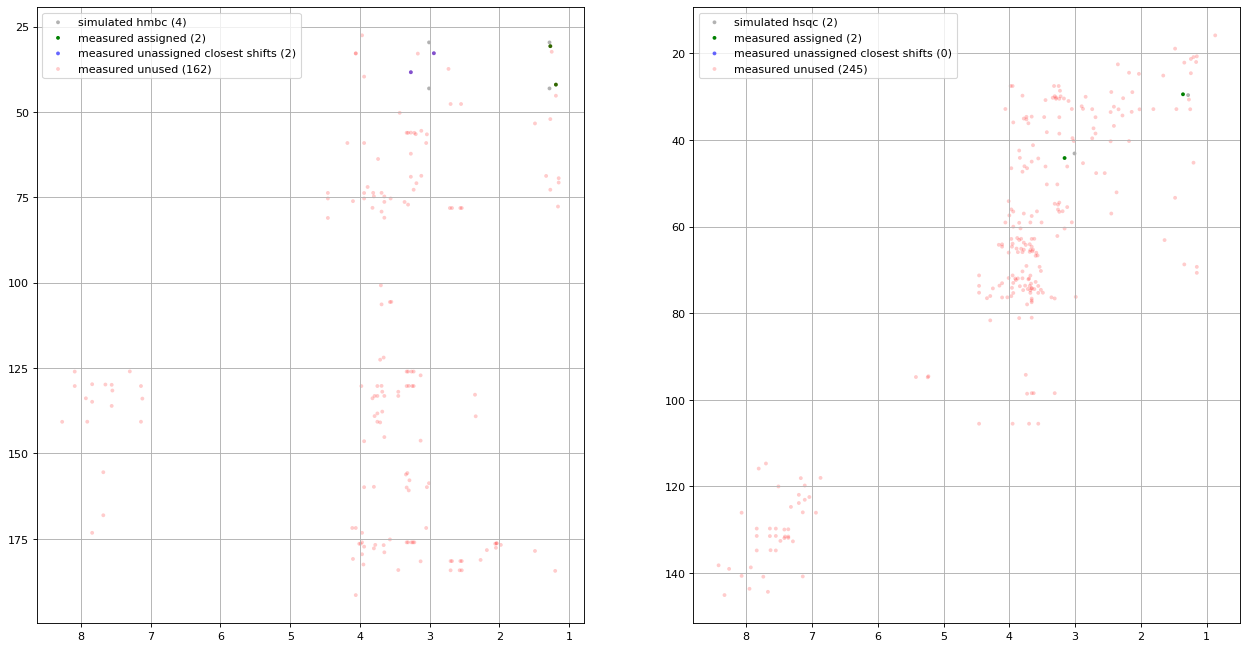 simulated hmbc (4)
measured assigned (2)
measured unassigned closest shifts (2)
measured unused (162)
25
50
75
100
125
150
175
8 7 6 5 4 3 2 1
simulated hsqc (2)
measured assigned (2)
measured unassigned closest shifts (0)
measured unused (245)
20
40
60
80
100
120
140
8 7 6 5 4 3 2 1